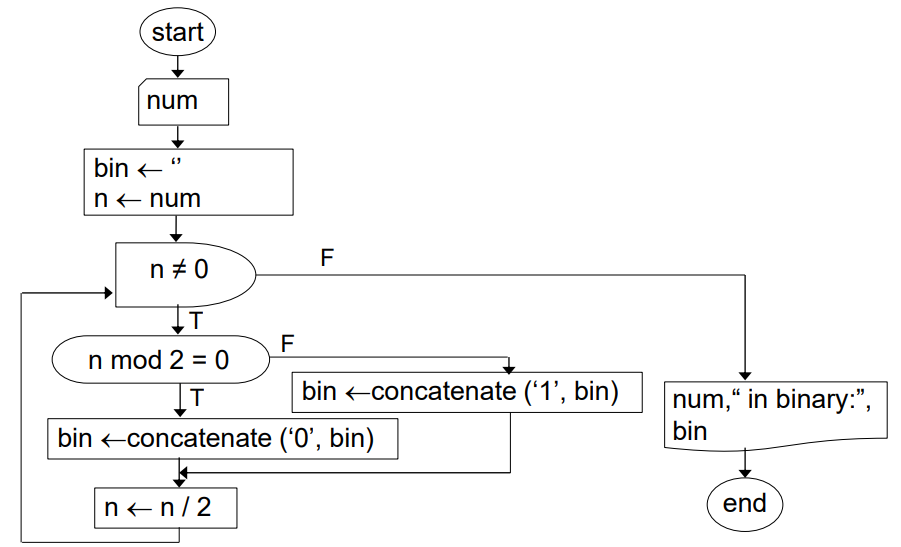 start
num
bin ← ‘’
n ← num
n ≠ 0
F
T
n mod 2 = 0
F
T
bin ←concatenate (‘1’, bin)
bin ←concatenate (‘0’, bin)
n ← n / 2
num,“ in binary:”,
bin
end